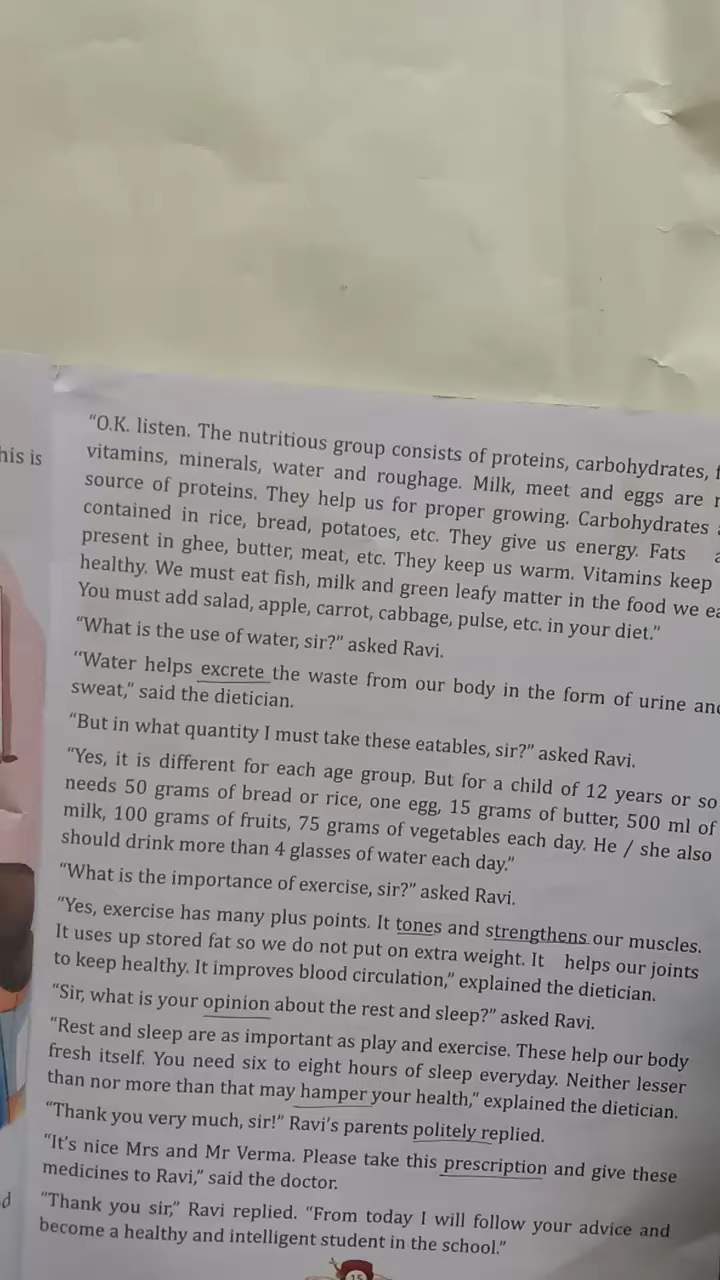 his is
d
"O.K. listen. The nutritious group consists of proteins, carbohydrates,
vitamins, minerals, water and roughage. Milk, meet and eggs are
source of proteins. They help us for proper growing. Carbohydrates
contained in rice, bread, potatoes, etc. They give us energy. Fats
present in ghee, butter, meat, etc. They keep us warm. Vitamins keep
healthy. We must eat fish, milk and green leafy matter in the food we
You must add salad, apple, carrot, cabbage, pulse, etc. in your diet."
"What is the use of water, sir?" asked Ravi.
"Water helps excrete the waste from our body in the form of urine and
sweat," said the dietician.
"But in what quantity I must take these eatables, sir?" asked Ravi.
"Yes, it is different for each age group. But for a child of 12 years or so
needs 50 grams of bread or rice, one egg, 15 grams of butter, 500 ml of
milk, 100 grams of fruits, 75 grams of vegetables each day. He / she also
should drink more than 4 glasses of water each day."
"What is the importance of exercise, sir?" asked Ravi.
"Yes, exercise has many plus points. It tones and strengthens our muscles.
It uses up stored fat so we do not put on extra weight. It helps our joints
to keep healthy. It improves blood circulation," explained the dietician.
"Sir, what is your opinion about the rest and sleep?" asked Ravi.
"Rest and sleep are as important as play and exercise. These help our body
fresh itself. You need six to eight hours of sleep everyday. Neither lesser
than nor more than that may hamper your health," explained the dietician.
"Thank you very much, sir!" Ravi's parents politely replied.
"It's nice Mrs and Mr Verma. Please take this prescription and give these
medicines to Ravi," said the doctor.
"Thank you sir," Ravi replied. "From today I will follow your advice and
become a healthy and intelligent student in the school."
15